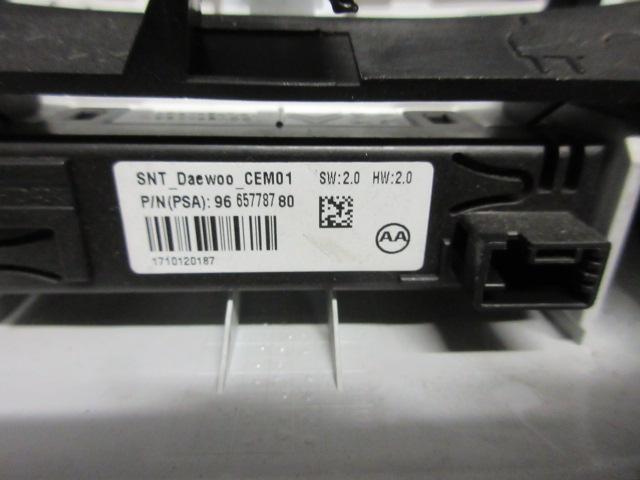 SNT_Daewoo_CEM01 SW:2.0 HW:2.0
P/N(PSA): 96 657787 80
AA
1710120187